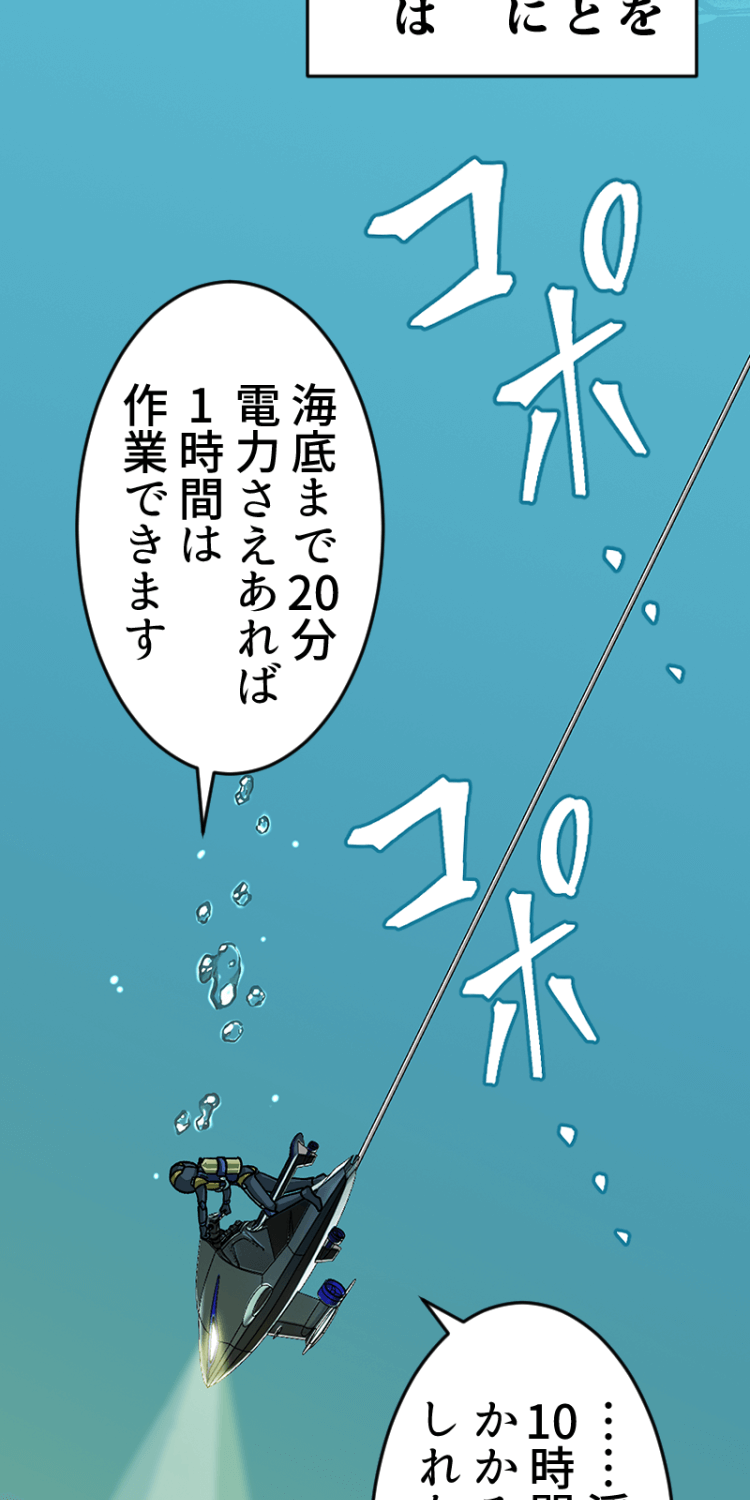 を
と
に
は
ポコ…
海底まで20分
電力さえあれば
1時間は
作業できます
ポコ…
……
10時間
かかる
しれ